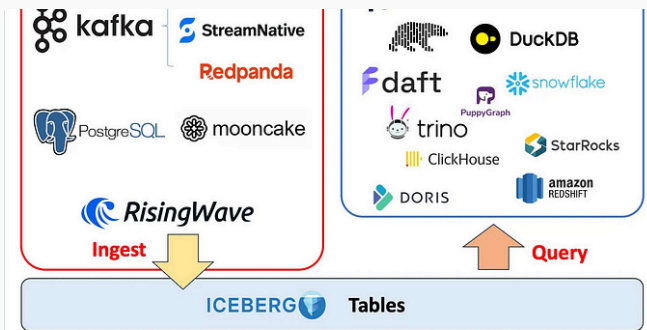 kafka
StreamNative
Redpanda
PostgreSQL
mooncake
RisingWave
Ingest
DuckDB
daft
snowflake
PuppyGraph
trino
StarRocks
ClickHouse
DORIS
amazon
REDSHIFT
Query
ICEBERG Tables